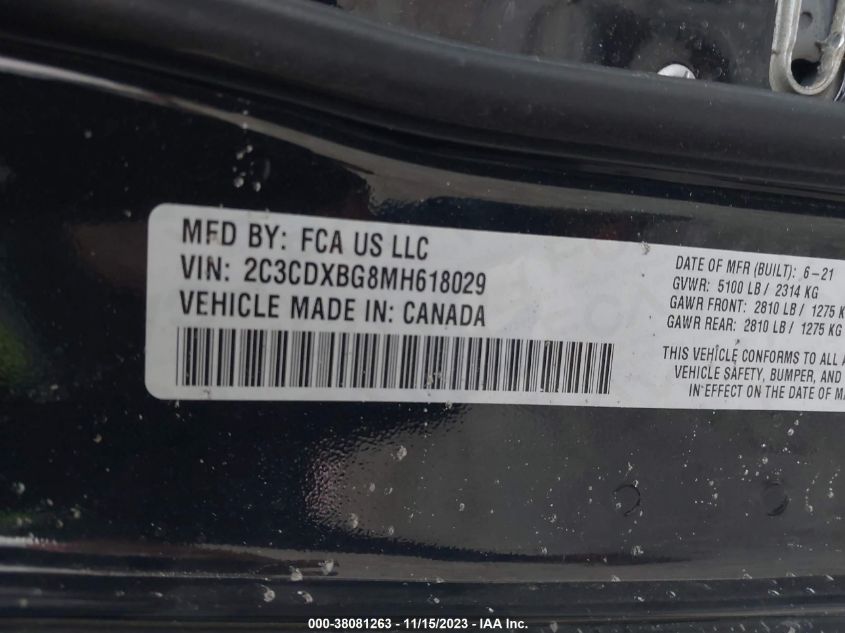 MFD BY: FCA US LLC
VIN: 2C3CDXBG8MH618029
VEHICLE MADE IN: CANADA
DATE OF MFR (BUILT): 6-21
GVWR: 5100 LB / 2314 KG
GAWR FRONT: 2810 LB / 1275 K
GAWR REAR: 2810 LB / 1275 KG
THIS VEHICLE CONFORMS TO ALL A
VEHICLE SAFETY, BUMPER, AND
IN EFFECT ON THE DATE OF MA
000-38081263 - 11/15/2023 - IAA Inc.